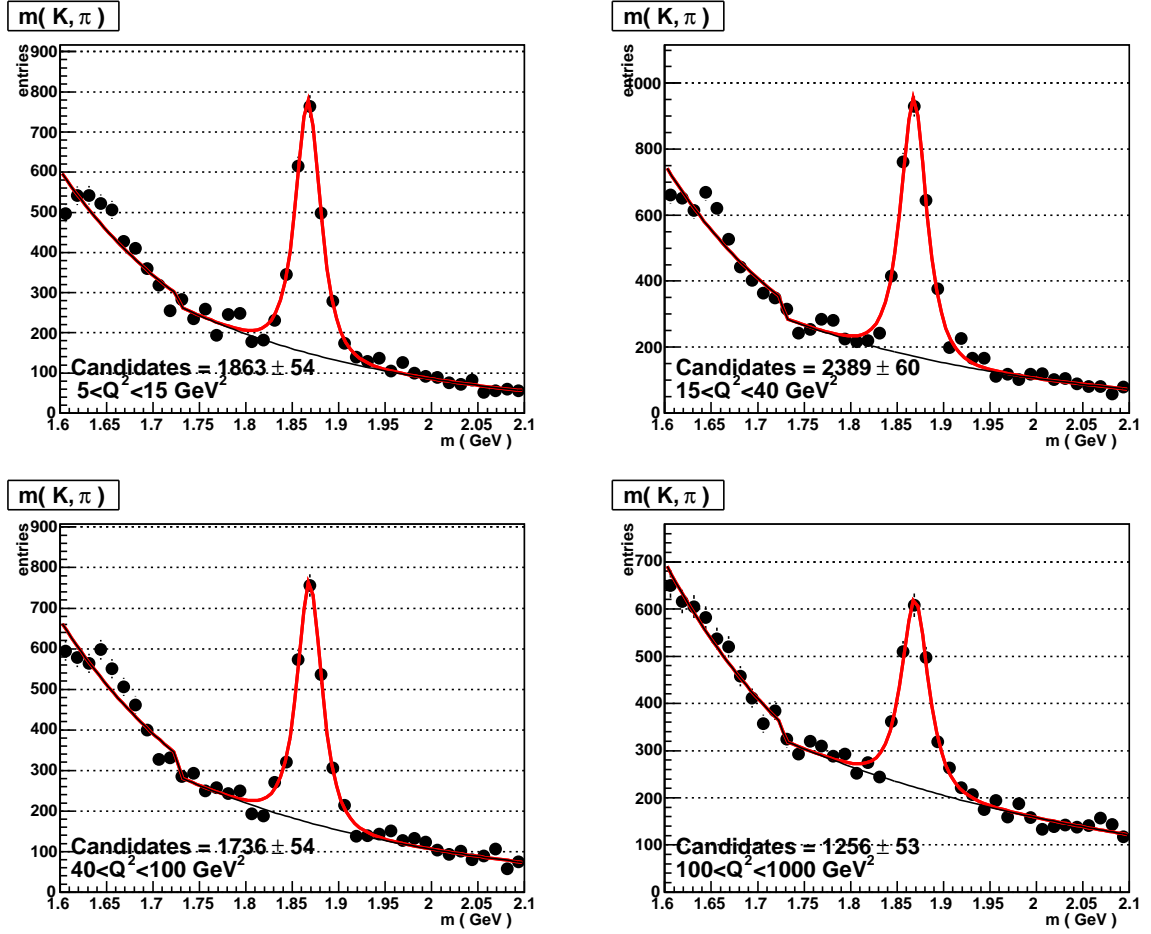 m( K, π )
entries
900
800
700
600
500
400
300
200
100
0
Candidates = 1863 ± 54
5<Q²<15 GeV²
1.6 1.65 1.7 1.75 1.8 1.85 1.9 1.95 2 2.05 2.1
m ( GeV )
m( K, π )
entries
1000
800
600
400
200
0
Candidates = 2389 ± 60
15<Q²<40 GeV²
1.6 1.65 1.7 1.75 1.8 1.85 1.9 1.95 2 2.05 2.1
m ( GeV )
m( K, π )
entries
900
800
700
600
500
400
300
200
100
0
Candidates = 1736 ± 54
40<Q²<100 GeV²
1.6 1.65 1.7 1.75 1.8 1.85 1.9 1.95 2 2.05 2.1
m ( GeV )
m( K, π )
entries
700
600
500
400
300
200
100
0
Candidates = 1256 ± 53
100<Q²<1000 GeV²
1.6 1.65 1.7 1.75 1.8 1.85 1.9 1.95 2 2.05 2.1
m ( GeV )